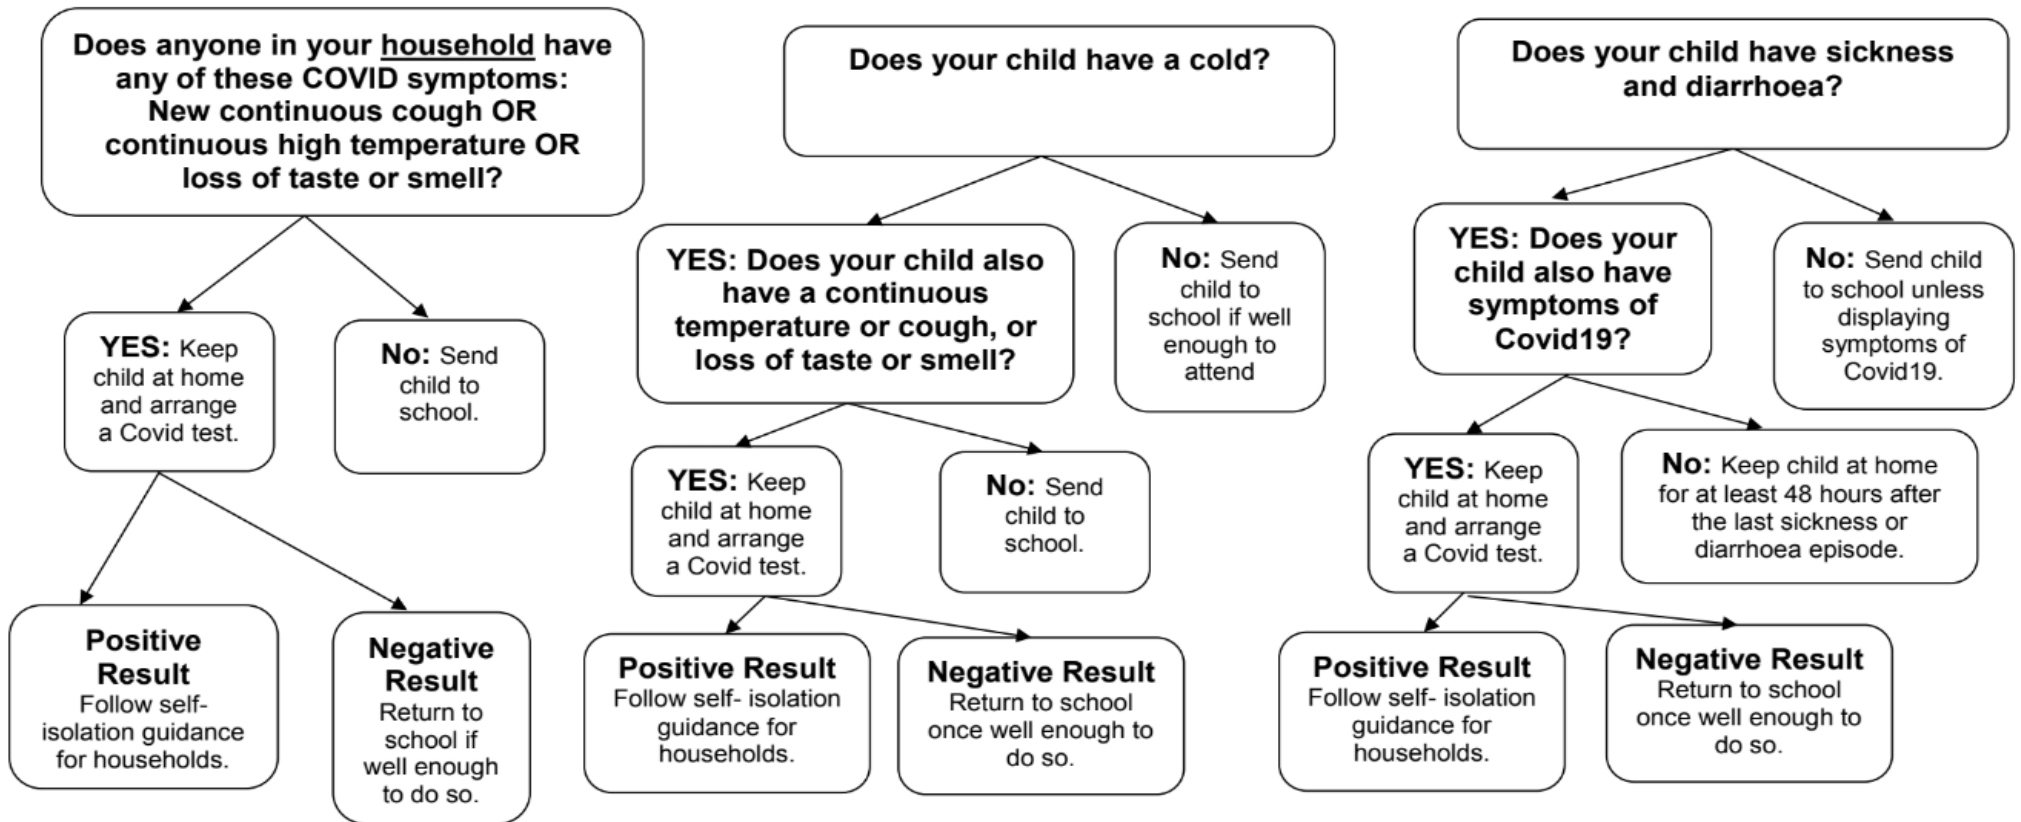 Does anyone in your household have
any of these COVID symptoms:
New continuous cough OR
continuous high temperature OR
loss of taste or smell?
YES: Keep
child at home
and arrange
a Covid test.
No: Send
child to
school.
Positive
Result
Follow self-
isolation guidance
for households.
Negative
Result
Return to
school if
well enough
to do so.
Does your child have a cold?
YES: Does your child also
have a continuous
temperature or cough, or
loss of taste or smell?
No: Send
child to
school if well
enough to
attend
YES: Keep
child at home
and arrange
a Covid test.
No: Send
child to
school.
Positive Result
Follow self- isolation
guidance for
households.
Negative Result
Return to school
once well enough to
do so.
Does your child have sickness
and diarrhoea?
YES: Does your
child also have
symptoms of
Covid19?
No: Send child
to school unless
displaying
symptoms of
Covid19.
YES: Keep
child at home
and arrange
a Covid test.
No: Keep child at home
for at least 48 hours after
the last sickness or
diarrhoea episode.
Positive Result
Follow self- isolation
guidance for
households.
Negative Result
Return to school
once well enough to
do so.